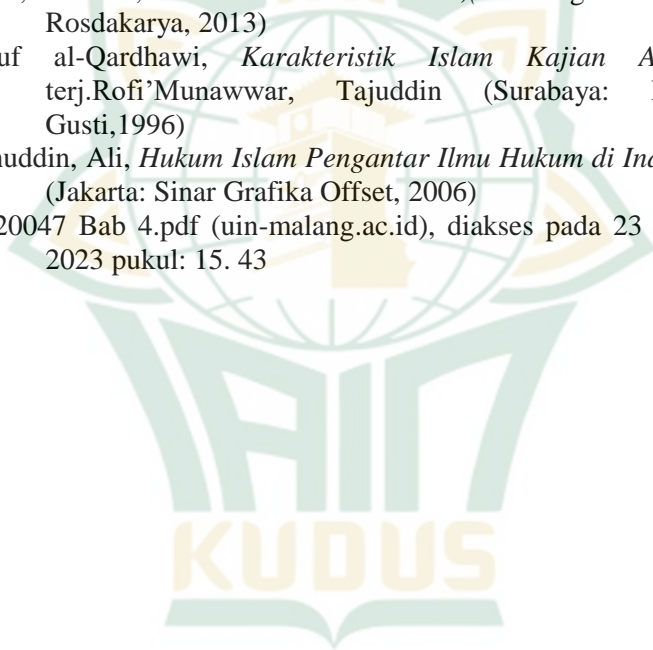 Rosdakarya, 2013)
uf al-Qardhawi, Karakteristik Islam Kajian A
terj.Rofi’Munawwar, Tajuddin (Surabaya:
Gusti,1996)
uddin, Ali, Hukum Islam Pengantar Ilmu Hukum di In
(Jakarta: Sinar Grafika Offset, 2006)
20047 Bab 4.pdf (uin-malang.ac.id), diakses pada 23
2023 pukul: 15. 43
IAIN
KUDUS